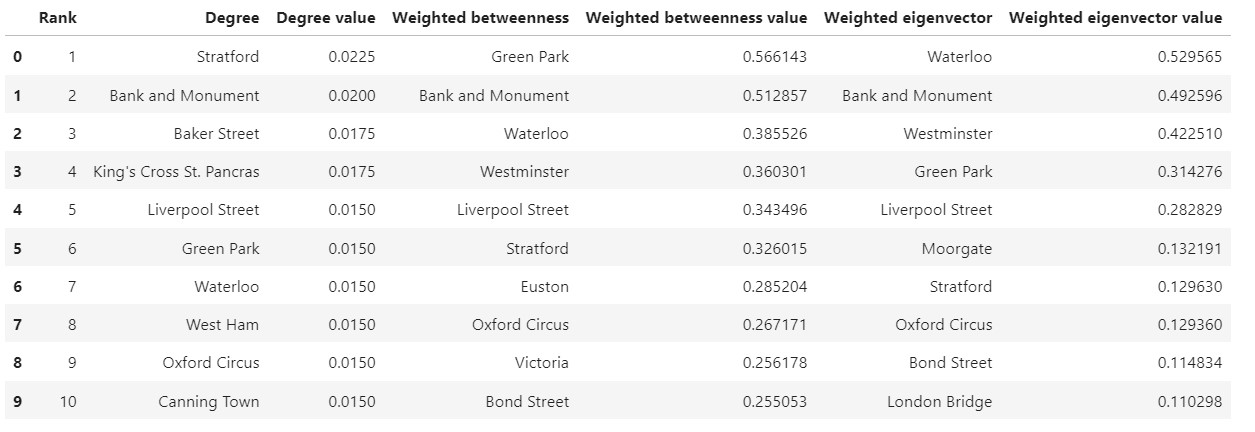 Rank Degree Degree value Weighted betweenness Weighted betweenness value Weighted eigenvector Weighted eigenvector value
0 1 Stratford 0.0225 Green Park 0.566143 Waterloo 0.529565
1 2 Bank and Monument 0.0200 Bank and Monument 0.512857 Bank and Monument 0.492596
2 3 Baker Street 0.0175 Waterloo 0.385526 Westminster 0.422510
3 4 King's Cross St. Pancras 0.0175 Westminster 0.360301 Green Park 0.314276
4 5 Liverpool Street 0.0150 Liverpool Street 0.343496 Liverpool Street 0.282829
5 6 Green Park 0.0150 Stratford 0.326015 Moorgate 0.132191
6 7 Waterloo 0.0150 Euston 0.285204 Stratford 0.129630
7 8 West Ham 0.0150 Oxford Circus 0.267171 Oxford Circus 0.129360
8 9 Oxford Circus 0.0150 Victoria 0.256178 Bond Street 0.114834
9 10 Canning Town 0.0150 Bond Street 0.255053 London Bridge 0.110298